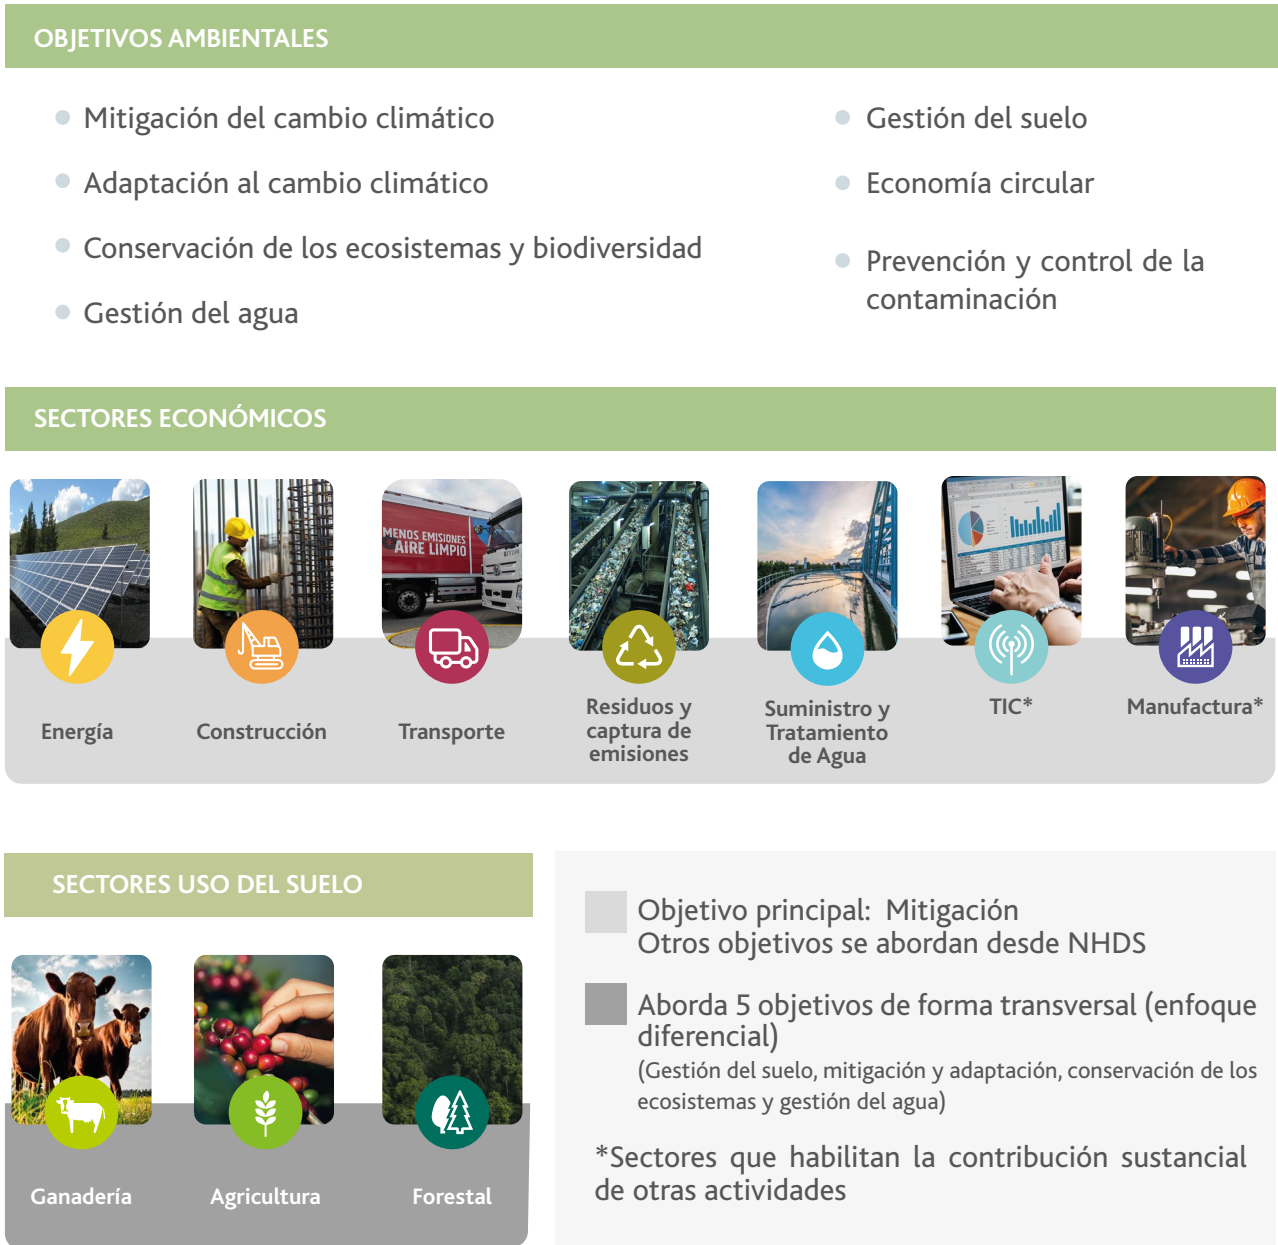 OBJETIVOS AMBIENTALES
Mitigación del cambio climático
Adaptación al cambio climático
Conservación de los ecosistemas y biodiversidad
Gestión del agua
Gestión del suelo
Economía circular
Prevención y control de la
contaminación
SECTORES ECONÓMICOS
MENOS EMISIONES
AIRE LIMPIO
Energía
Construcción
Transporte
Residuos y
captura de
emisiones
Suministro y
Tratamiento
de Agua
TIC*
Manufactura*
SECTORES USO DEL SUELO
Ganadería
Agricultura
Forestal
Objetivo principal: Mitigación
Otros objetivos se abordan desde NHDS
Aborda 5 objetivos de forma transversal (enfoque
diferencial)
(Gestión del suelo, mitigación y adaptación, conservación de los
ecosistemas y gestión del agua)
*Sectores que habilitan la contribución sustancial
de otras actividades